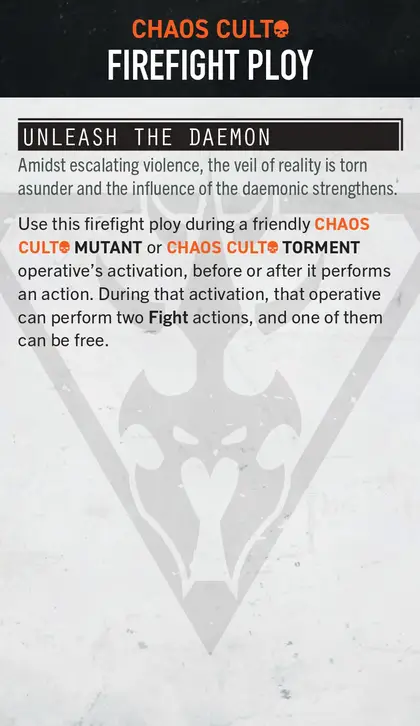 CHAOS CULT
FIREFIGHT PLOY
UNLEASH THE DAEMON
Amidst escalating violence, the veil of reality is torn
asunder and the influence of the daemonic strengthens.
Use this firefight ploy during a friendly CHAOS
CULT MUTANT or CHAOS CULT TORMENT
operative’s activation, before or after it performs
an action. During that activation, that operative
can perform two Fight actions, and one of them
can be free.